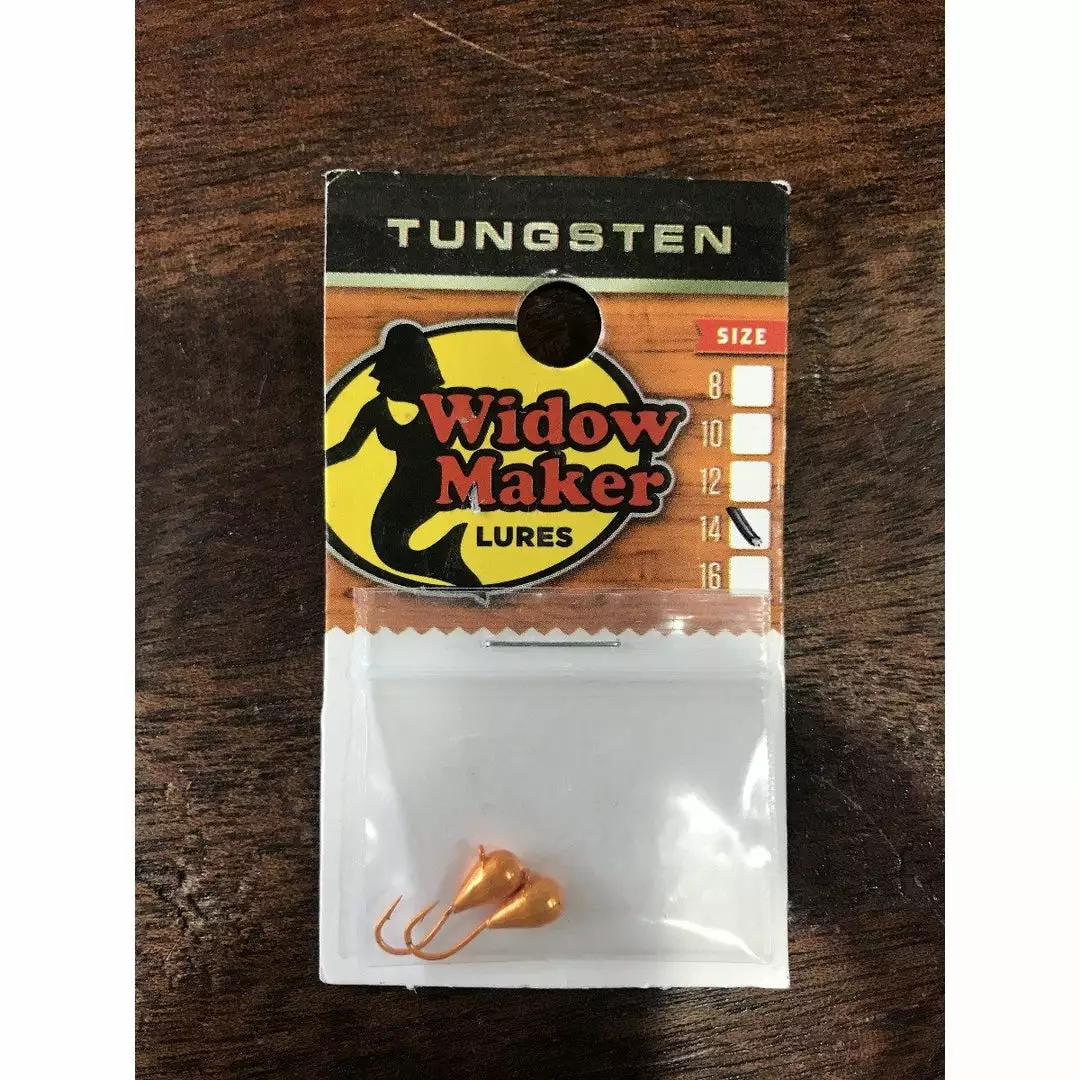 TUNGSTEN
Widow
Maker
LURES
SIZE
8
10
12
14
16